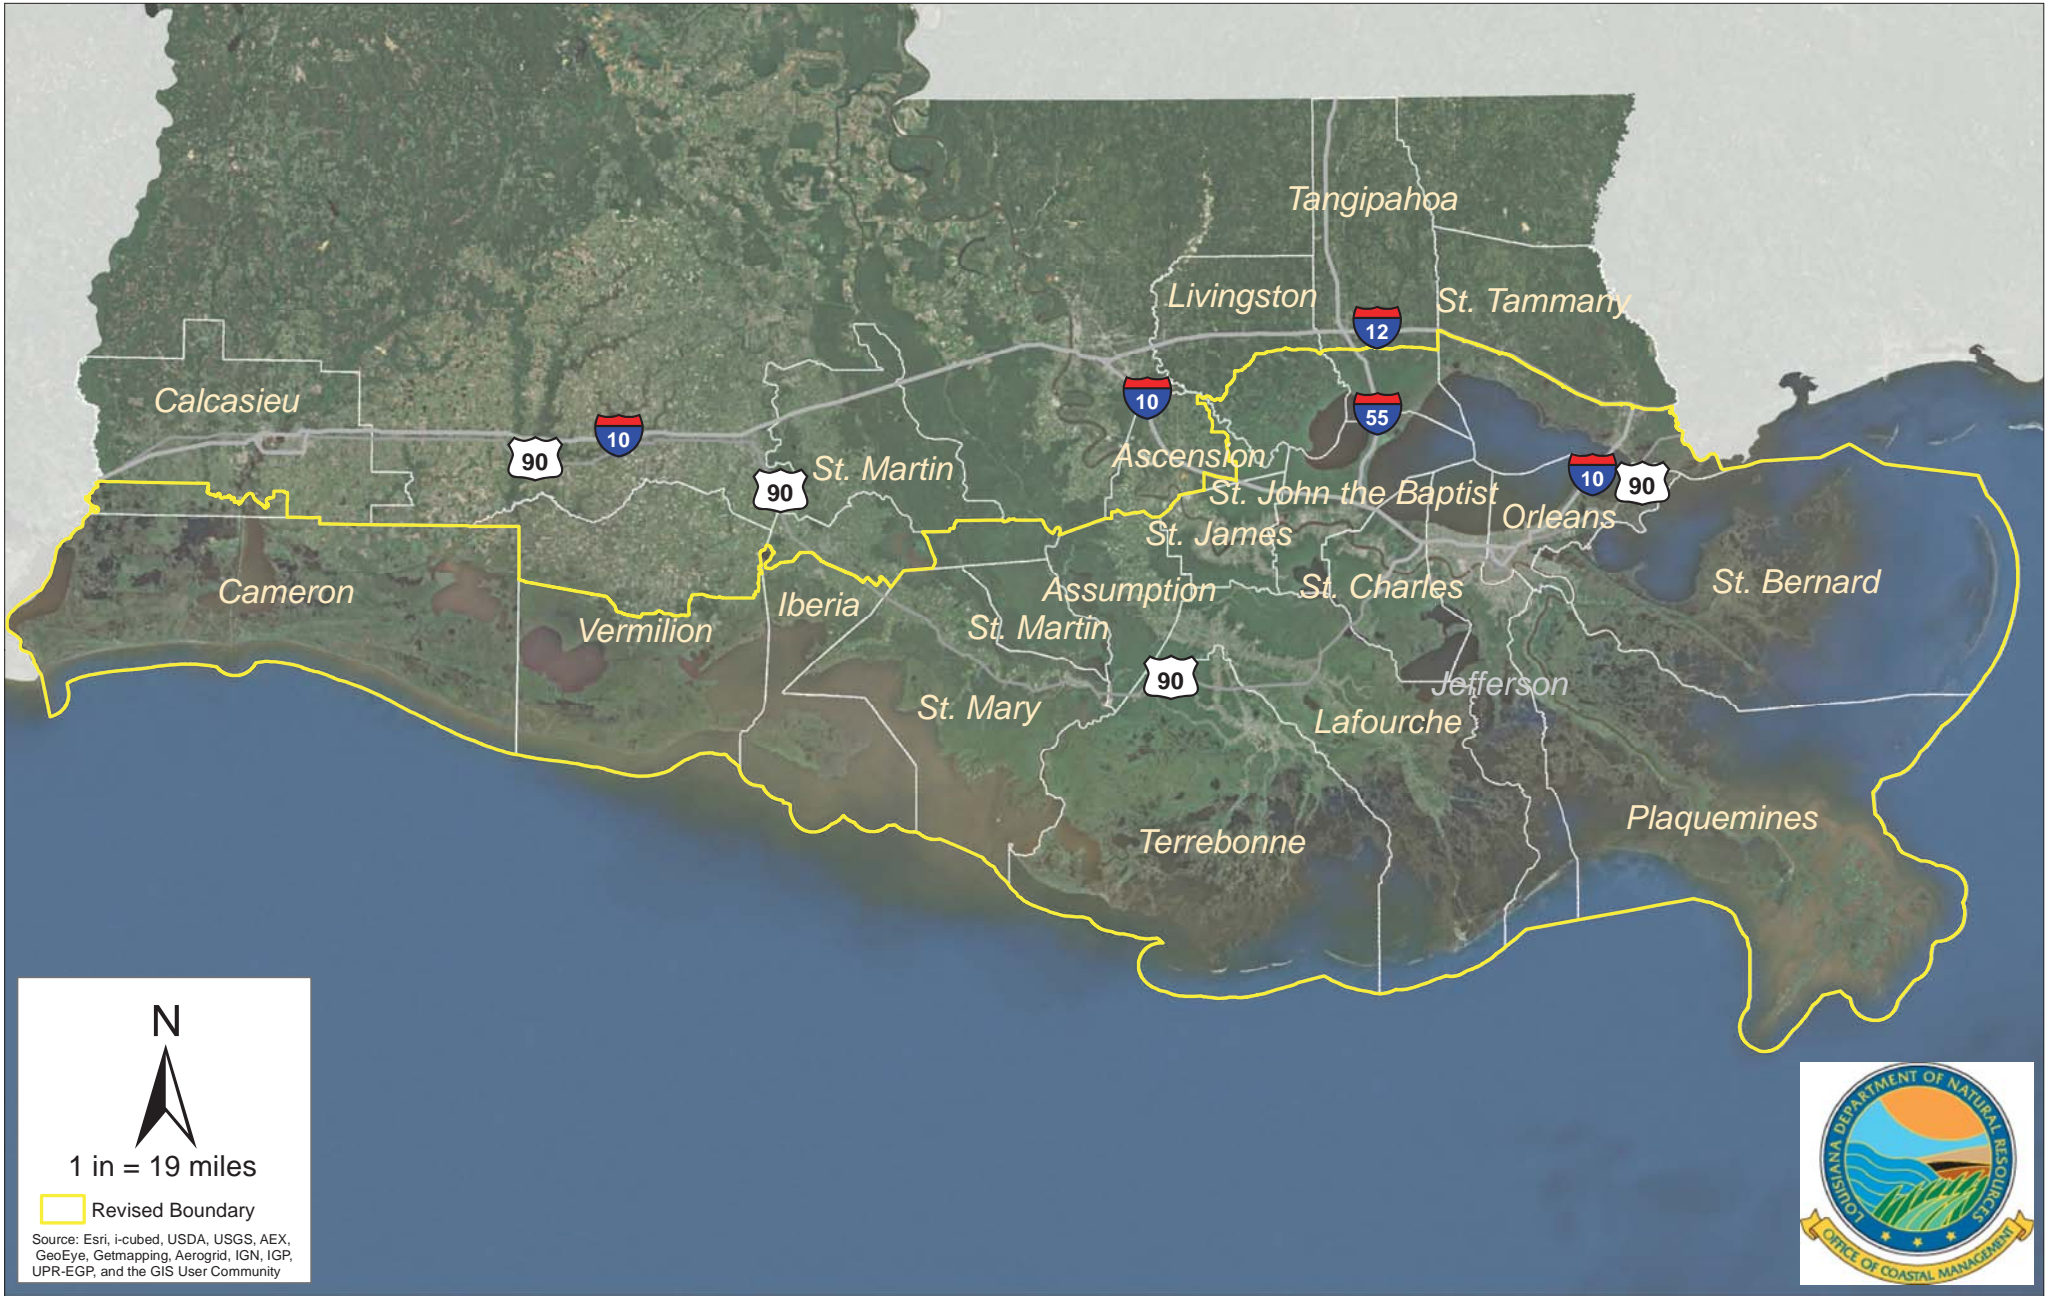 Tangipahoa
Livingston
St. Tammany
12
Calcasieu
10
55
10
90
90
St. Martin
Ascension
10
90
St. John the Baptist
Orleans
St. James
Cameron
Iberia
Assumption
St. Charles
St. Bernard
Vermilion
St. Martin
90
Jefferson
St. Mary
Lafourche
Terrebonne
Plaquemines
N
1 in = 19 miles
Revised Boundary
Source: Esri, i-cubed, USDA, USGS, AEX,
GeoEye, Getmapping, Aerogrid, IGN, IGP,
UPR-EGP, and the GIS User Community
LOUISIANA DEPARTMENT OF NATURAL RESOURCES
OFFICE OF COASTAL MANAGEMENT